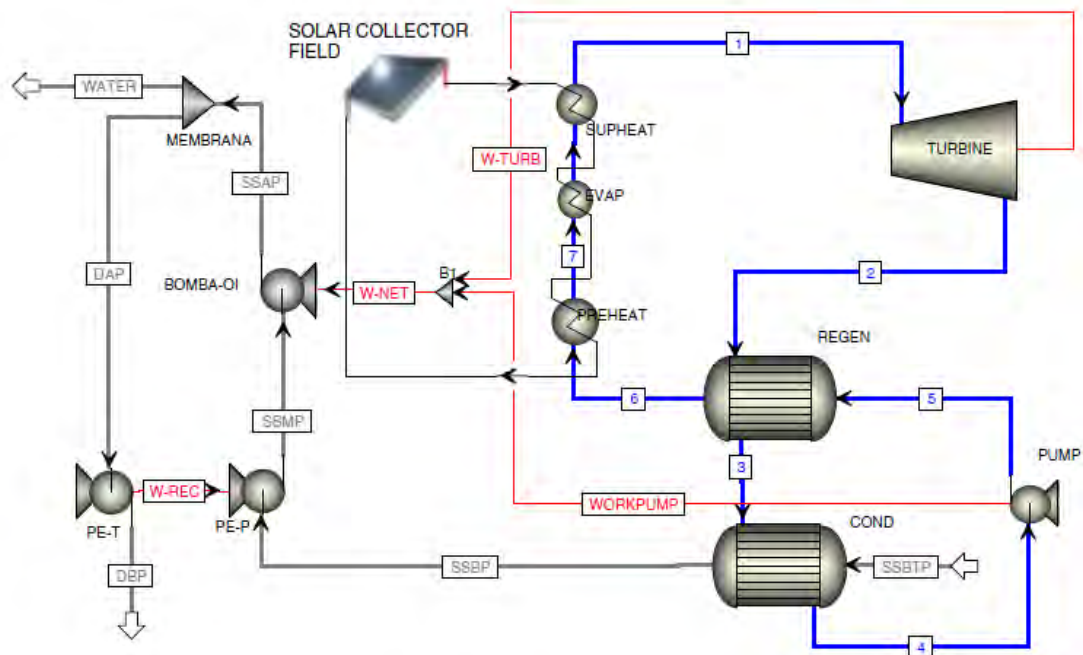 SOLAR COLLECTOR
FIELD
1
WATER
SUPHEAT
MEMBRANA
TURBINE
W-TURB
SSAP
EVAP
7
DAP
B1
2
BOMBA-OI
W-NET
PREHEAT
REGEN
SBMP
6
5
3
PUMP
W-REC
WORKPUMP
PE-T
PE-P
COND
DBP
SSBP
SSBTP
4